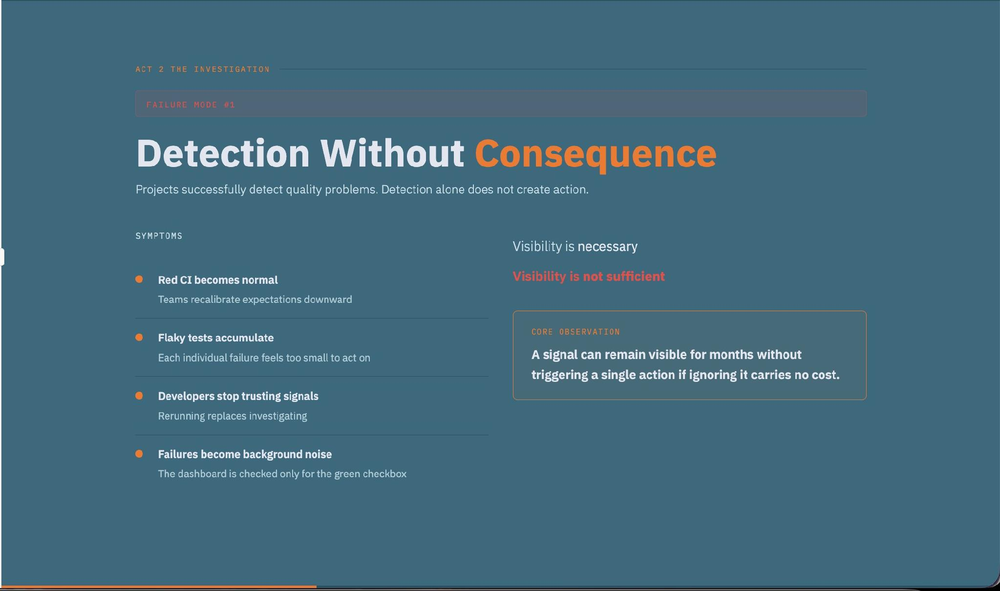 ACT 2 THE INVESTIGATION
FAILURE MODE #1
Detection Without Consequence
Projects successfully detect quality problems. Detection alone does not create action.
SYMPTOMS
Red CI becomes normal
Teams recalibrate expectations downward
Flaky tests accumulate
Each individual failure feels too small to act on
Developers stop trusting signals
Rerunning replaces investigating
Failures become background noise
The dashboard is checked only for the green checkbox
Visibility is necessary
Visibility is not sufficient
CORE OBSERVATION
A signal can remain visible for months without
triggering a single action if ignoring it carries no cost.